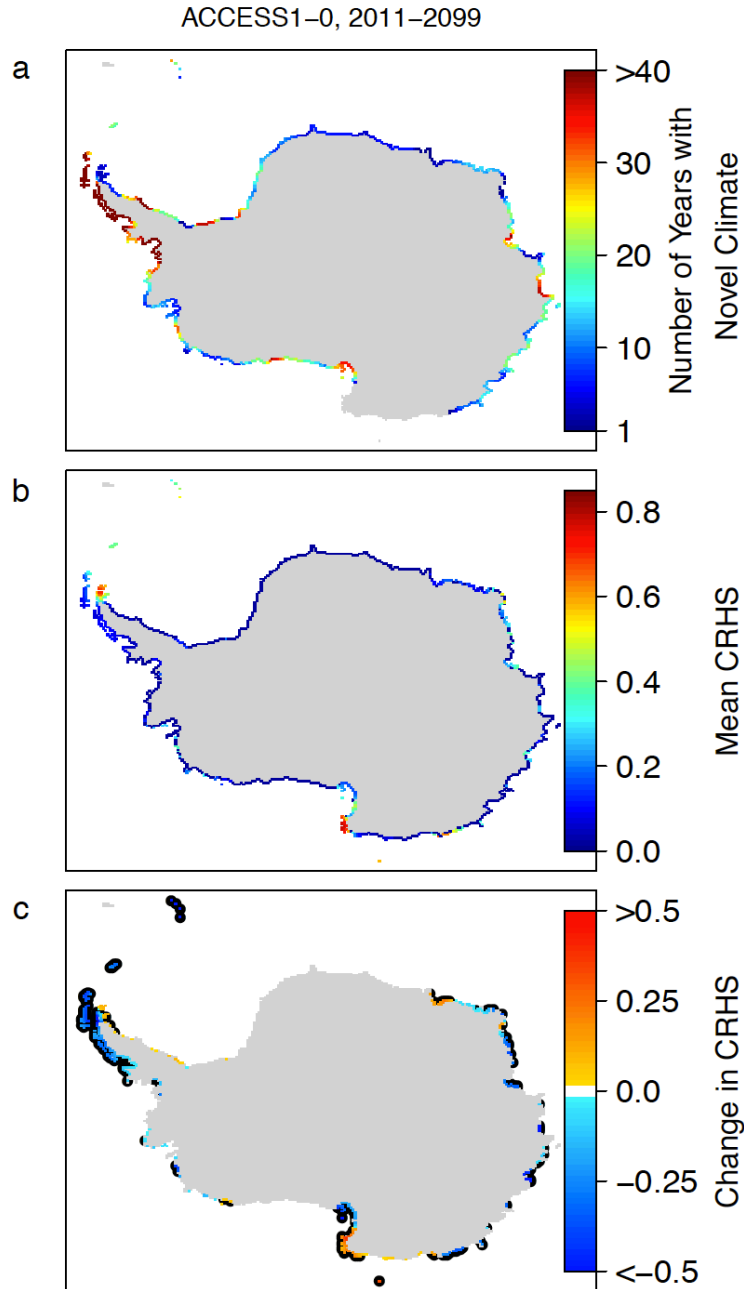 ACCESS1−0, 2011−2099
a
>40
30
20
10
1
Number of Years with
Novel Climate
b
0.8
0.6
0.4
0.2
0.0
Mean CRHS
c
>0.5
0.25
0.0
−0.25
<−0.5
Change in CRHS